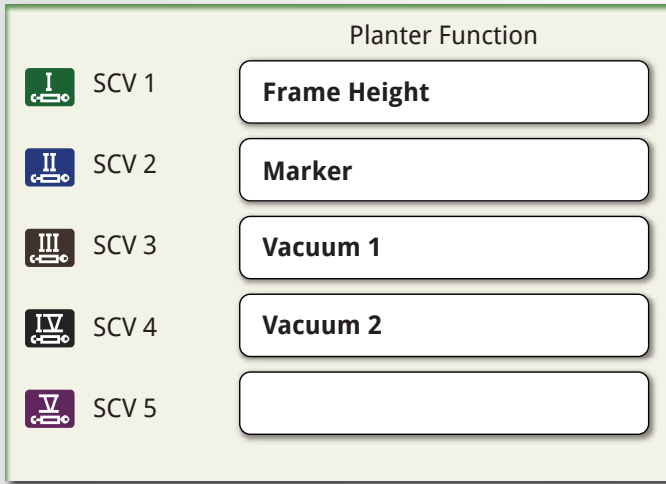 Planter Function
I SCV 1 Frame Height
II SCV 2 Marker
III SCV 3 Vacuum 1
IV SCV 4 Vacuum 2
V SCV 5